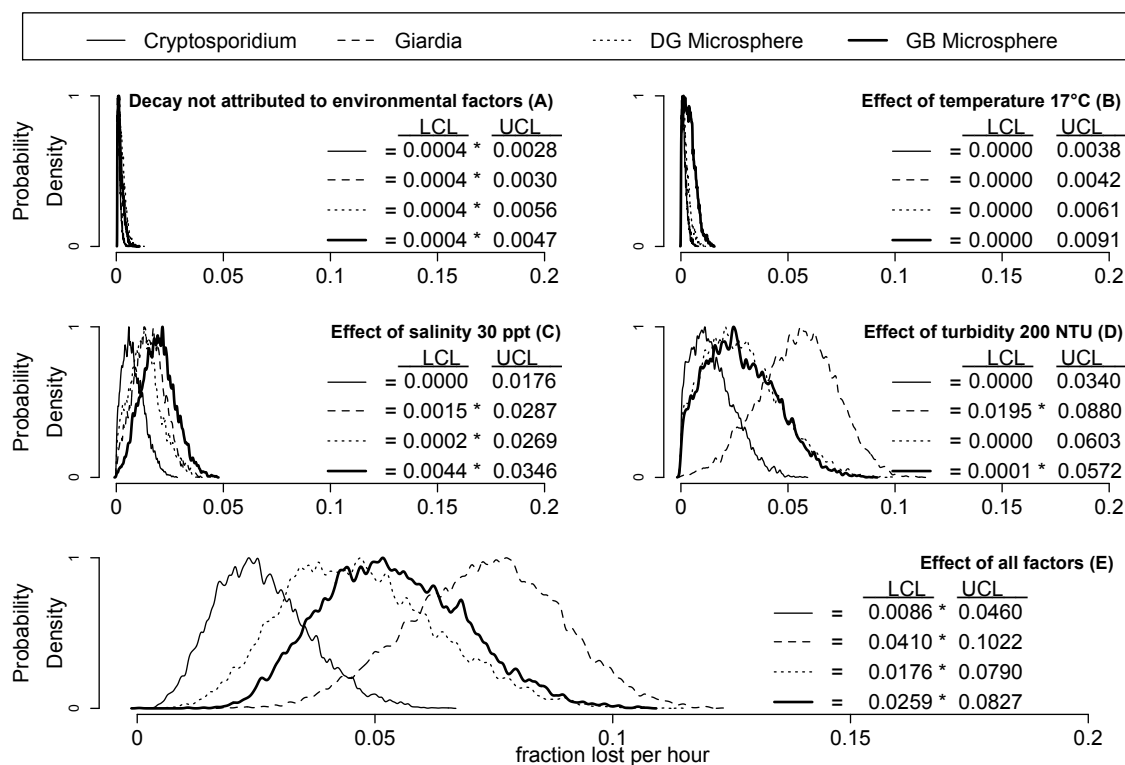 Cryptosporidium Giardia DG Microsphere GB Microsphere
Decay not attributed to environmental factors (A)
LCL UCL
= 0.0004 * 0.0028
= 0.0004 * 0.0030
= 0.0004 * 0.0056
= 0.0004 * 0.0047
Probability
Density
0 1
0 0.05 0.1 0.15 0.2
Effect of temperature 17°C (B)
LCL UCL
= 0.0000 0.0038
= 0.0000 0.0042
= 0.0000 0.0061
= 0.0000 0.0091
Probability
Density
0 1
0 0.05 0.1 0.15 0.2
Effect of salinity 30 ppt (C)
LCL UCL
= 0.0000 0.0176
= 0.0015 * 0.0287
= 0.0002 * 0.0269
= 0.0044 * 0.0346
Probability
Density
0 1
0 0.05 0.1 0.15 0.2
Effect of turbidity 200 NTU (D)
LCL UCL
= 0.0000 0.0340
= 0.0195 * 0.0880
= 0.0000 0.0603
= 0.0001 * 0.0572
Probability
Density
0 1
0 0.05 0.1 0.15 0.2
Effect of all factors (E)
LCL UCL
= 0.0086 * 0.0460
= 0.0410 * 0.1022
= 0.0176 * 0.0790
= 0.0259 * 0.0827
Probability
Density
0 1
0 0.05 0.1 0.15 0.2
fraction lost per hour